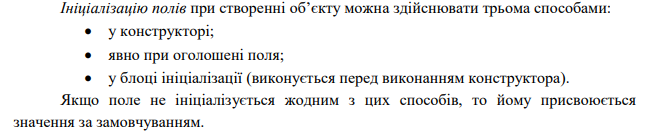 Ініціалізацію полів при створенні об’єкту можна здійснювати трьома способами:
• у конструкторі;
• явно при оголошені поля;
• у блоці ініціалізації (виконується перед виконанням конструктора).
Якщо поле не ініціалізується жодним з цих способів, то йому присвоюється
значення за замовчуванням.